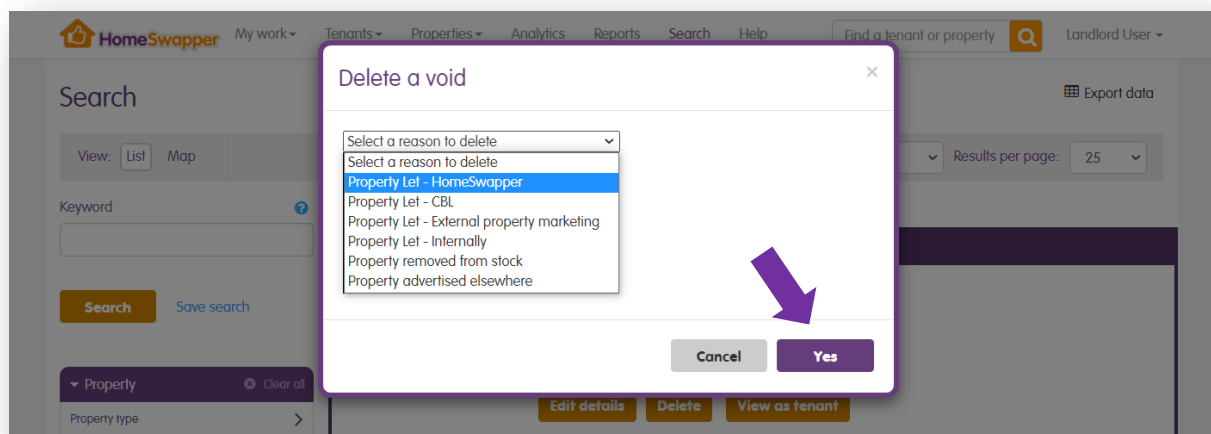 HomeSwapper My work Tenants Properties Analytics Reports Search Help Find a tenant or property Landlord User
Search
Export data
View: List Map
Results per page: 25
Keyword
Search Save search
Property Clear all
Property type
Delete a void
×
Select a reason to delete
Select a reason to delete
Property Let - HomeSwapper
Property Let - CBL
Property Let - External property marketing
Property Let - Internally
Property removed from stock
Property advertised elsewhere
Cancel Yes
Edit details Delete View as tenant